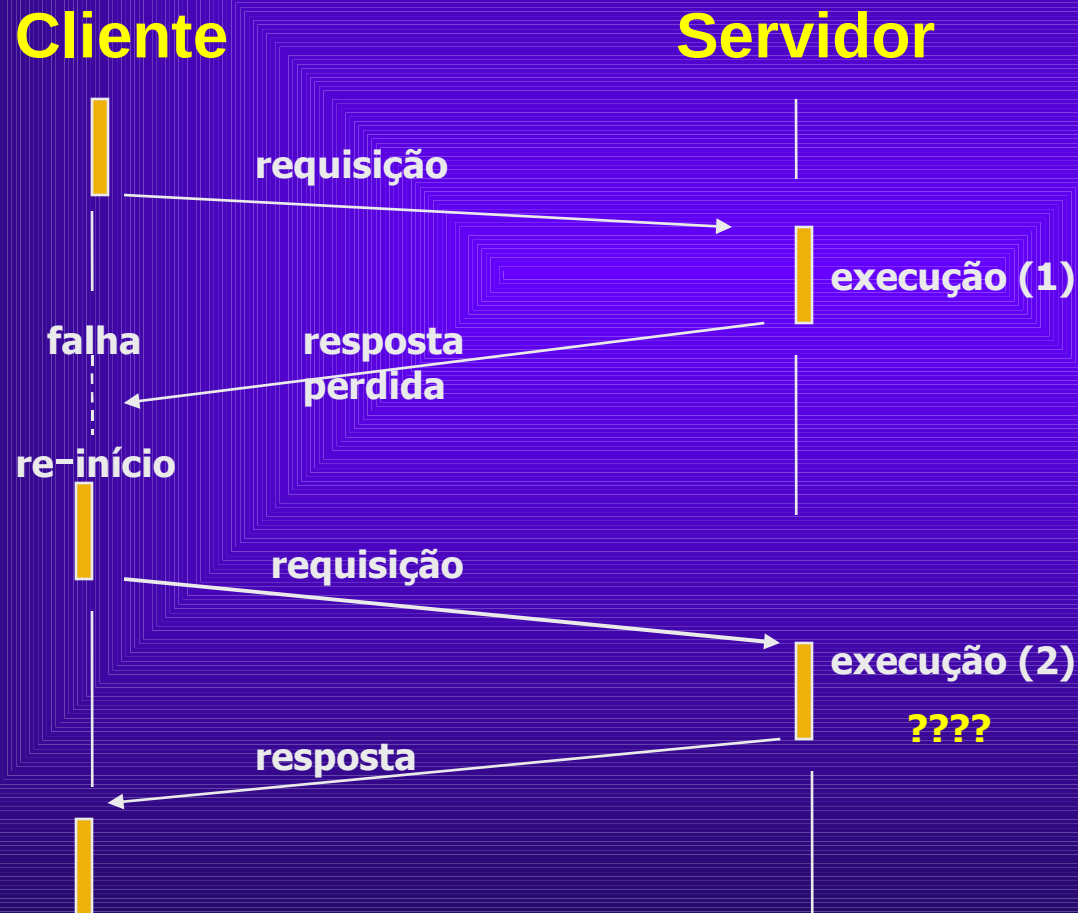 Cliente
Servidor
requisição
execução (1)
falha
resposta
perdida
re-início
requisição
execução (2)
????
resposta